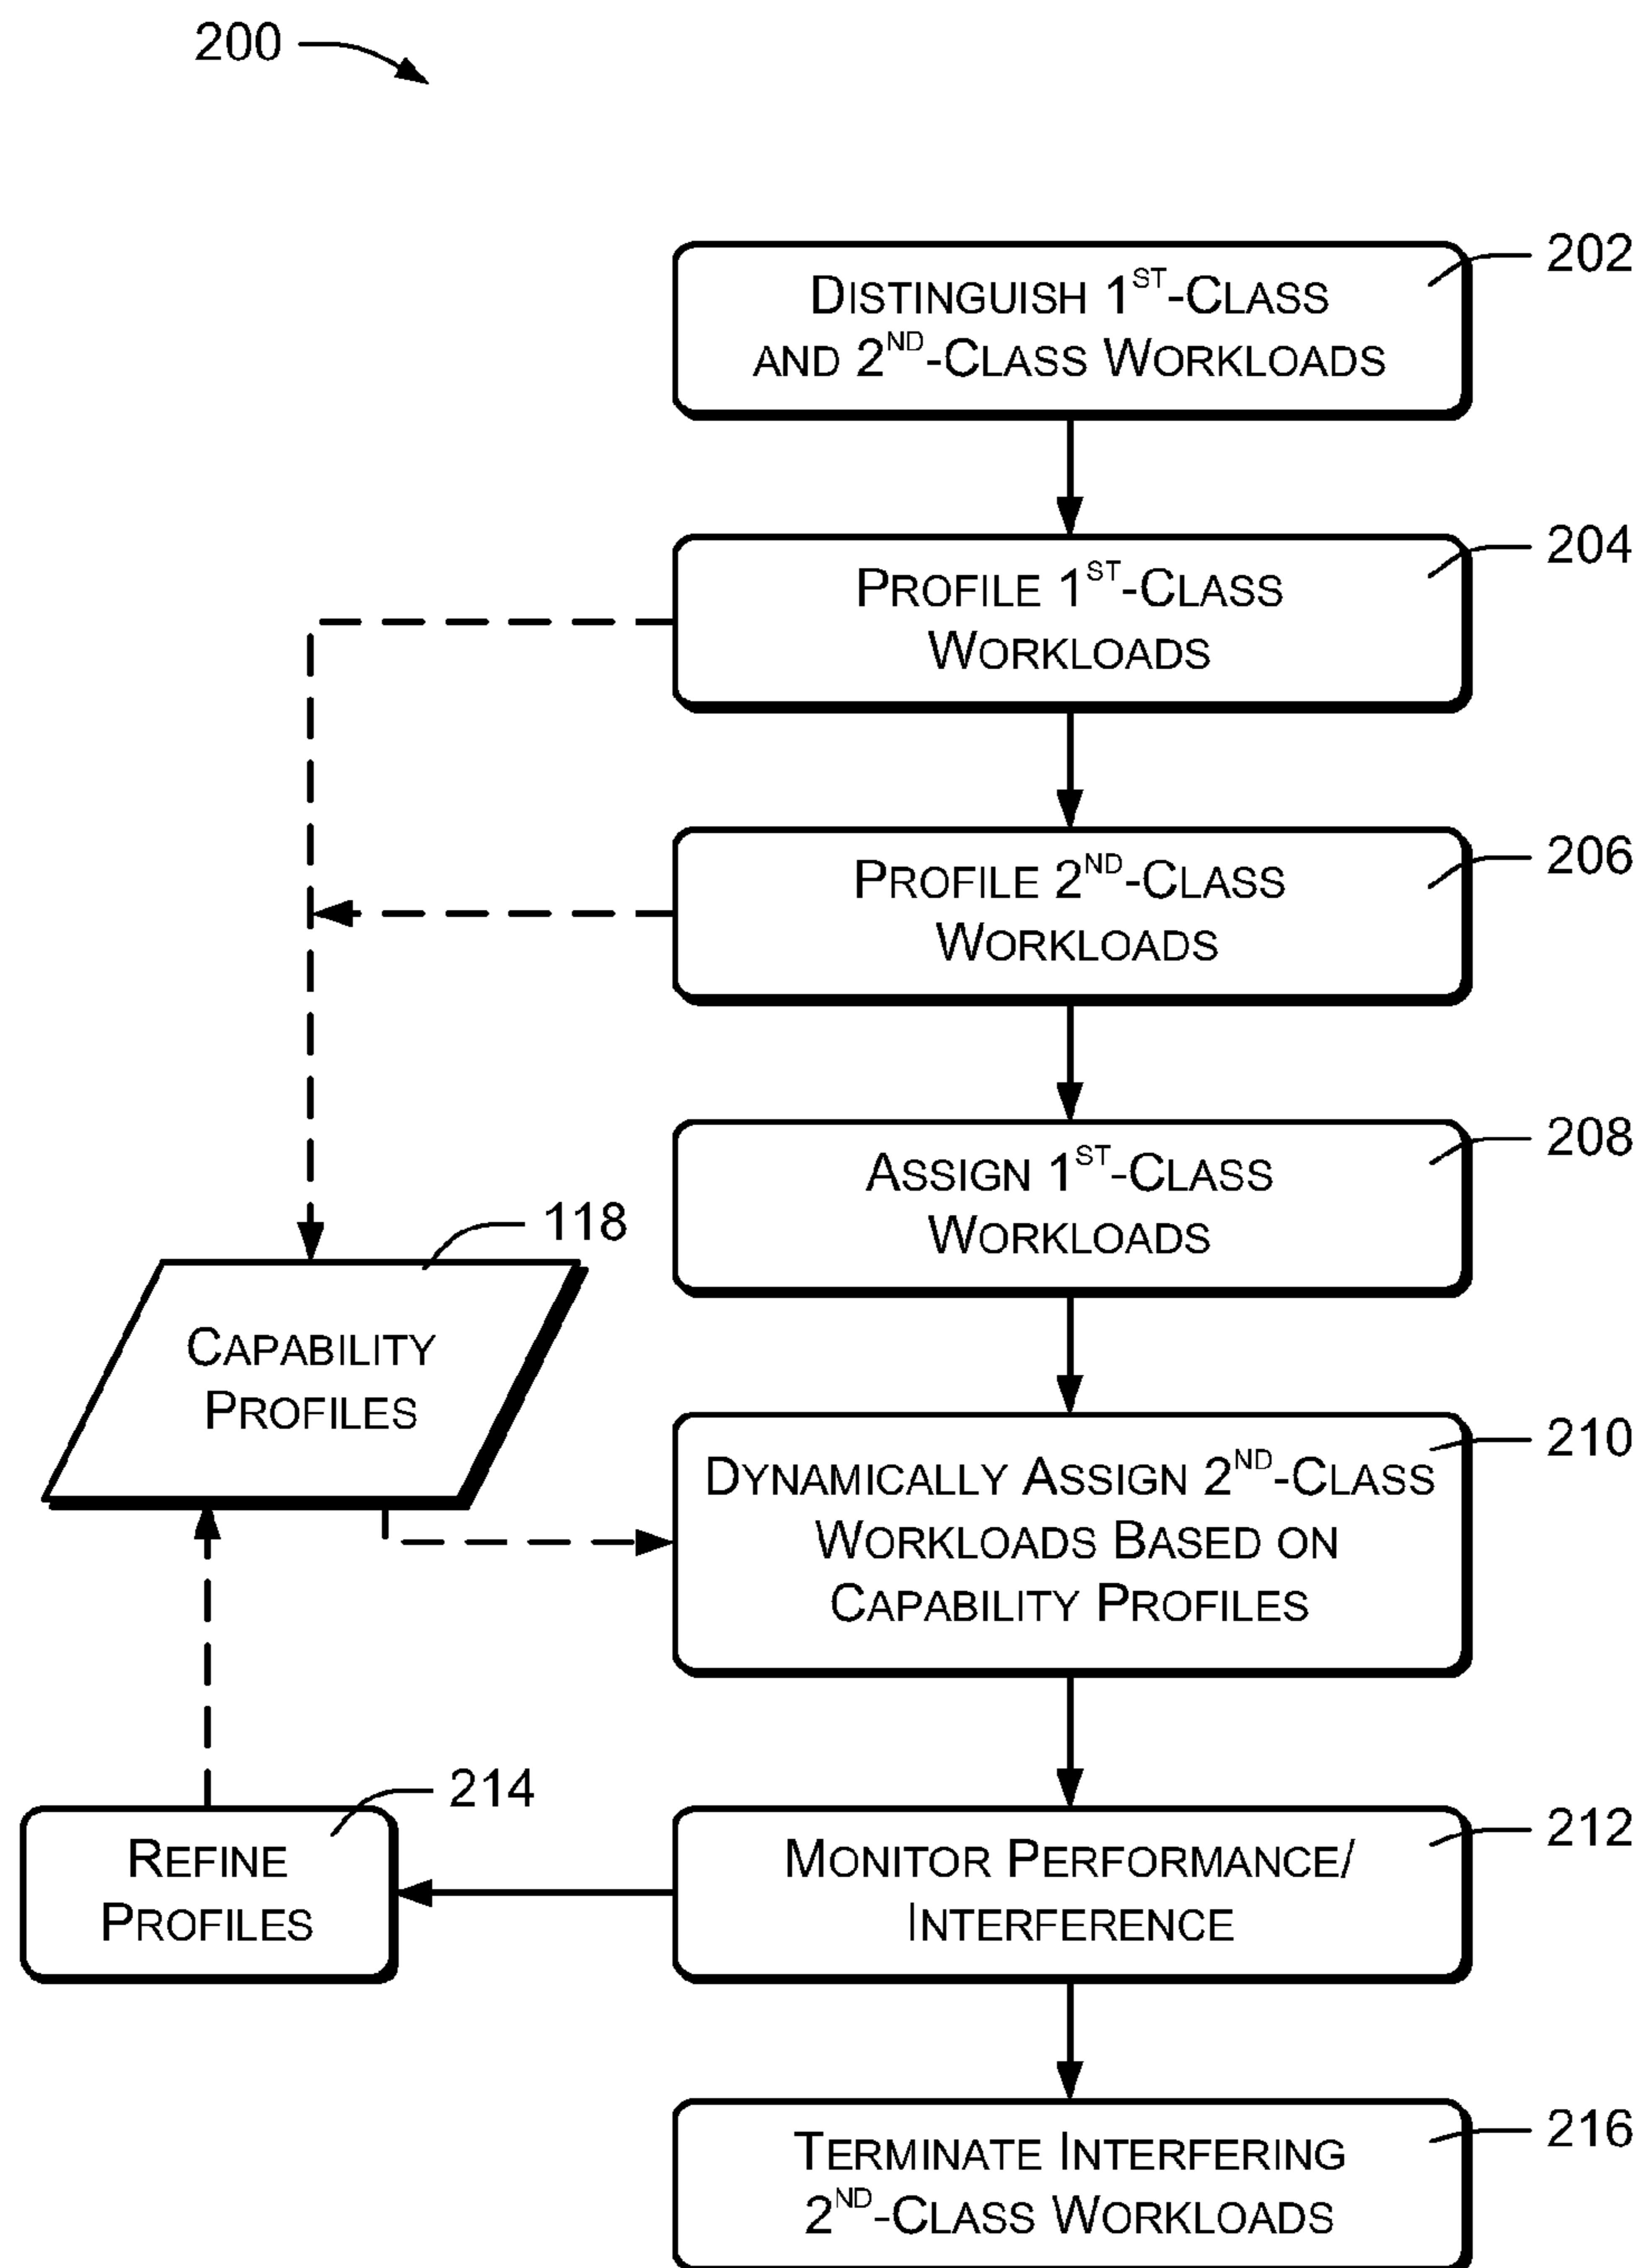 200
202
DISTINGUISH 1ST-CLASS
AND 2ND-CLASS WORKLOADS
204
PROFILE 1ST-CLASS
WORKLOADS
206
PROFILE 2ND-CLASS
WORKLOADS
208
ASSIGN 1ST-CLASS
WORKLOADS
118
CAPABILITY
PROFILES
210
DYNAMICALLY ASSIGN 2ND-CLASS
WORKLOADS BASED ON
CAPABILITY PROFILES
214
REFINE
PROFILES
212
MONITOR PERFORMANCE/
INTERFERENCE
216
TERMINATE INTERFERING
2ND-CLASS WORKLOADS